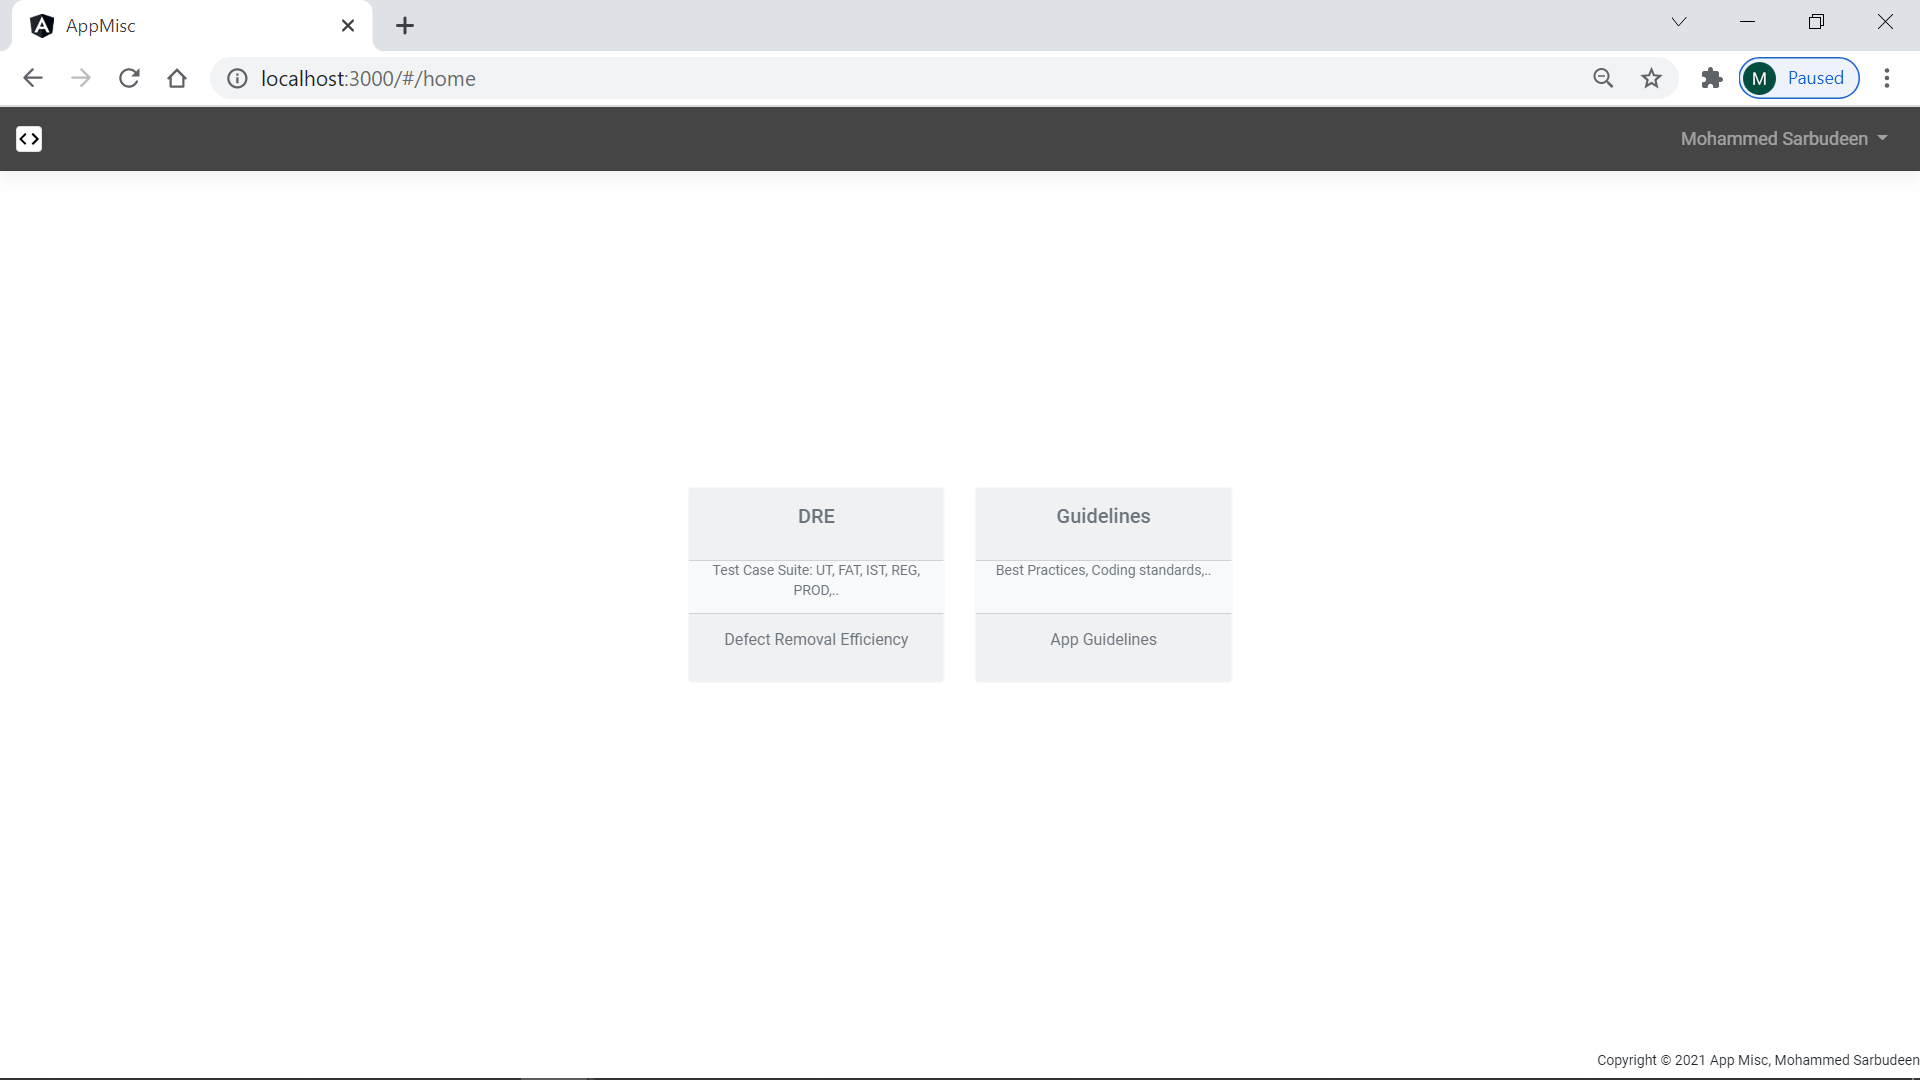 AppMisc
localhost:3000/#/home
M Paused
Mohammed Sarbudeen
DRE
Test Case Suite: UT, FAT, IST, REG,
PROD,..
Defect Removal Efficiency
Guidelines
Best Practices, Coding standards,..
App Guidelines
Copyright © 2021 App Misc, Mohammed Sarbudeen